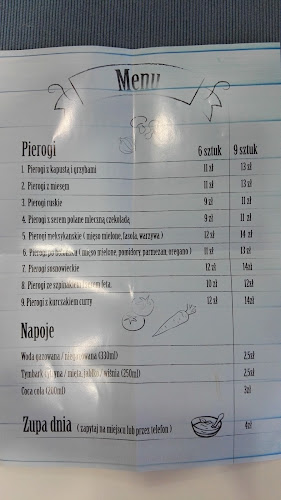 Menu
Pierogi 6 sztuk 9 sztuk
1. Pierogi z kapustą i grzybami 11 zł 13 zł
2. Pierogi z mięsem 11 zł 13 zł
3. Pierogi ruskie 9 zł 11 zł
4. Pierogi z serem polane mleczną czekoladą 9 zł 11 zł
5. Pierogi meksykańskie ( mięso mielone, fasola, warzywa ) 12 zł 14 zł
6. Pierogi po ( mięso mielone, pomidory, parmezan, oregano ) 11 zł 13 zł
7. Pierogi sosnowieckie 12 zł 14zł
8. Pierogi ze szpinakiem i serem feta. 10 zł 12zł
9. Pierogi z kurczakiem curry 12 zł 14zł
Napoje
Woda gazowana / niegazowana (330ml) 2.5zł
Tymbark ( / mięta, jabłko / wiśnia (250ml) 2.5zł
Coca cola (200ml) 3zł
Zupa dnia ( zapytaj na miejscu lub przez telefon ) 4zł